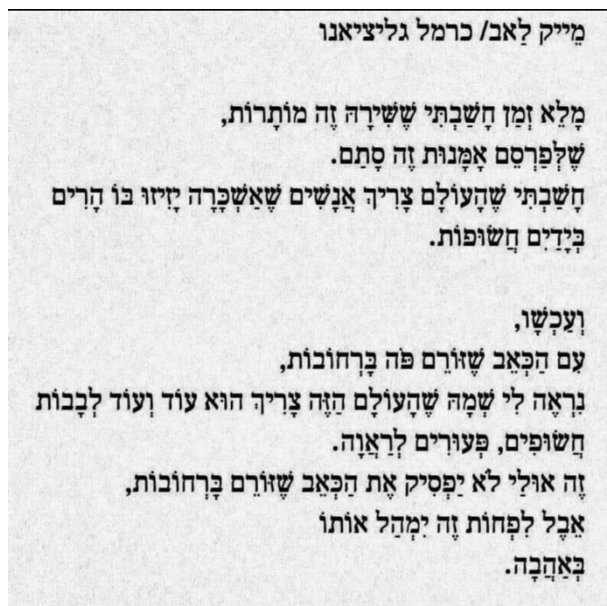 מֵייק לַאב/ כרמל גליציאנו
מָלֵא זְמַן חָשַׁבְתִּי שֶׁשִּׁירָה זֶה מוֹתָרוֹת,
שֶׁלְּפַרְסֵם אָמָּנוּת זֶה סְתַם.
חָשַׁבְתִּי שֶׁהָעוֹלָם צָרִיךְ אֲנָשִׁים שֶׁאַשְׁכָּרָה יָזִיזוּ בּוֹ הָרִים
בְּיָדַיִם חֲשׂוּפוֹת.
וְעַכְשָׁו,
עִם הַכְּאֵב שֶׁזּוֹרֵם פֹּה בָּרְחוֹבוֹת,
נִרְאֶה לִי שְׁמָה שֶׁהָעוֹלָם הַזֶּה צָרִיךְ הוּא עוֹד וְעוֹד לְבָבוֹת
חֲשׂוּפִים, פְּעוּרִים לְרַאֲוָה.
זֶה אוּלַי לֹא יַפְסִיק אֶת הַכְּאֵב שֶׁזּוֹרֵם בָּרְחוֹבוֹת,
אֲבָל לִפְחוֹת זֶה יִמְהַל אוֹתוֹ
בְּאַהֲבָה.